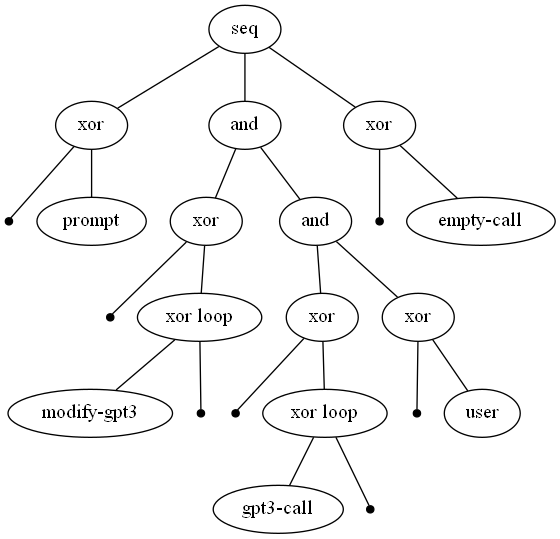 seq
xor
and
xor
prompt
xor
and
empty-call
xor loop
xor
xor
modify-gpt3
xor loop
user
gpt3-call